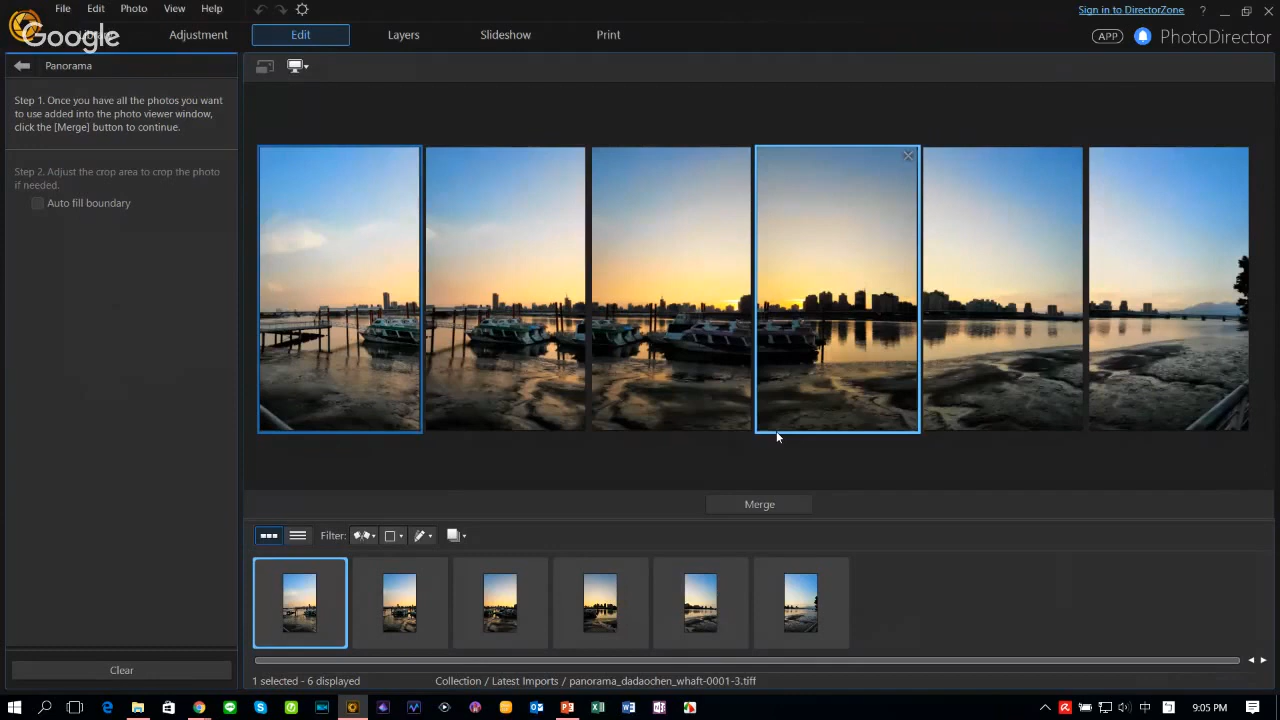 File Edit Photo View Help
Sign in to DirectorZone ?
Google
Adjustment Edit Layers Slideshow Print
APP PhotoDirector
Panorama
Step 1. Once you have all the photos you want
to use added into the photo viewer window,
click the [Merge] button to continue.
Step 2. Adjust the crop area to crop the photo
if needed.
Auto fill boundary
Merge
Filter:
Clear
1 selected - 6 displayed Collection / Latest Imports / panorama_dadaochen_whaft-0001-3.tiff
中 9:05 PM